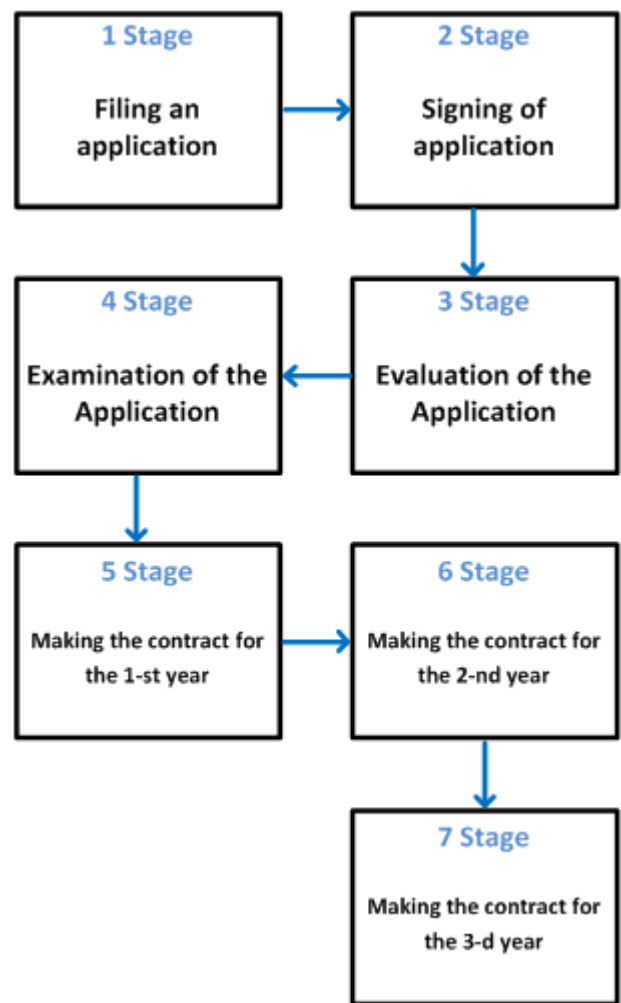 1 Stage
Filing an
application
2 Stage
Signing of
application
3 Stage
Evaluation of the
Application
4 Stage
Examination of the
Application
5 Stage
Making the contract for
the 1-st year
6 Stage
Making the contract for
the 2-nd year
7 Stage
Making the contract for
the 3-d year